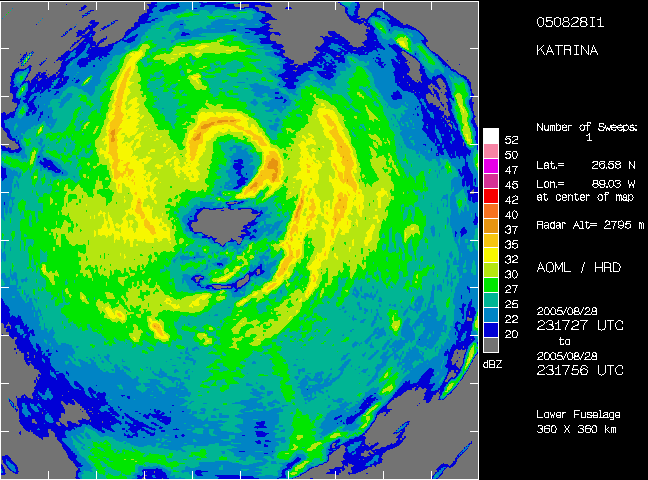 050828I1
KATRINA
Number of Sweeps:
1
Lat.= 26.58 N
Lon.= 89.03 W
at center of map
Radar Alt= 2795 m
AOML / HRD
2005/08/28
231727 UTC
to
2005/08/28
231756 UTC
Lower Fuselage
360 X 360 km
52
50
47
45
42
40
37
35
32
30
27
25
22
20
dBZ